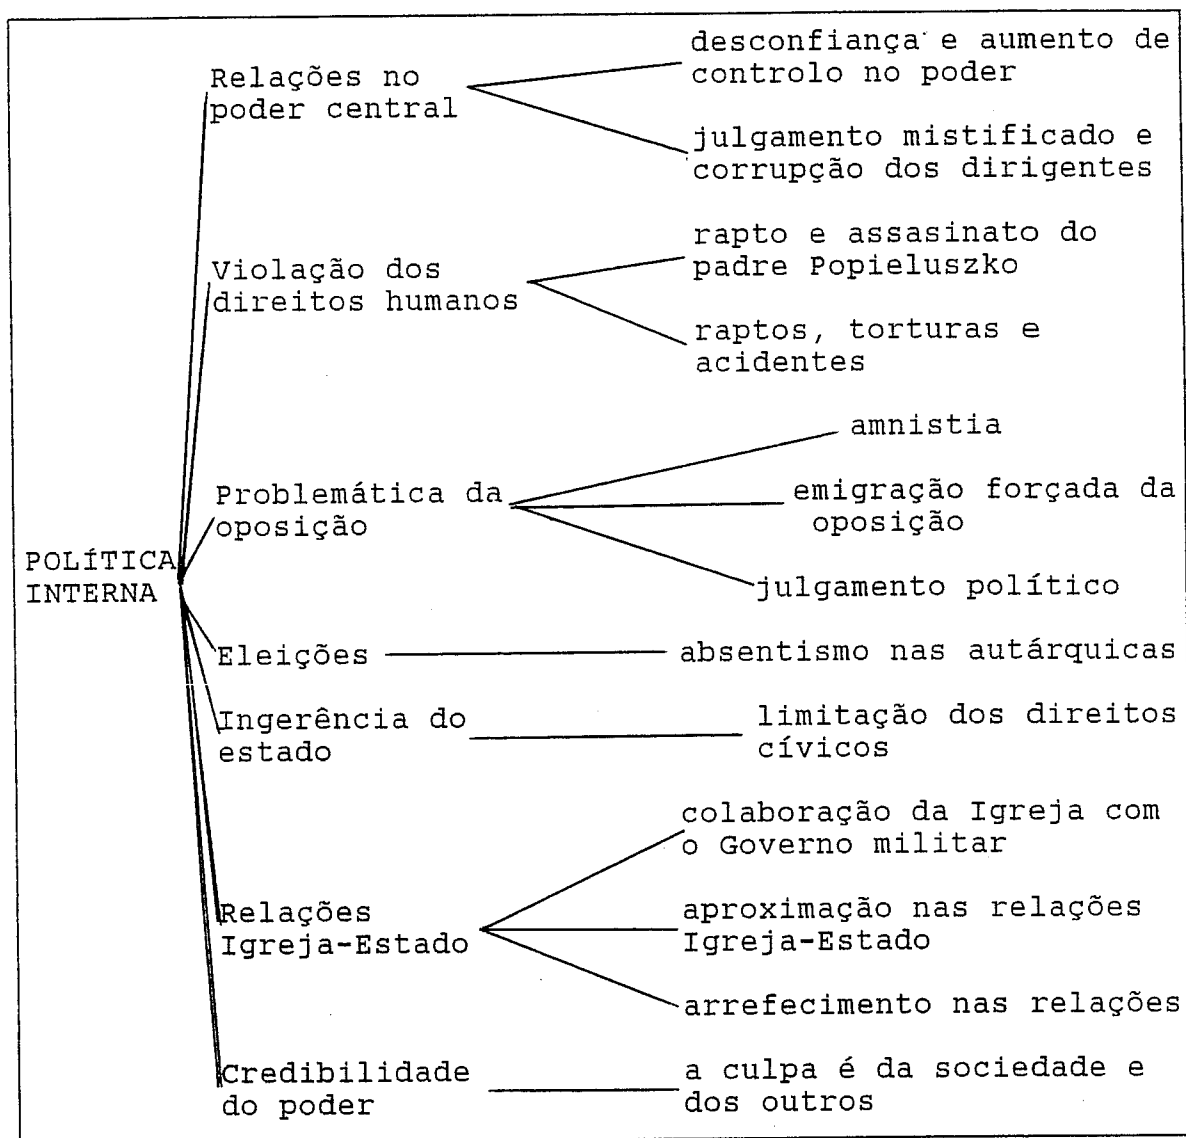 desconfiança e aumento de
controlo no poder
Relações no
poder central
julgamento mistificado e
corrupção dos dirigentes
rapto e assasinato do
padre Popieluszko
Violação dos
direitos humanos
raptos, torturas e
acidentes
amnistia
Problemática da
oposição
emigração forçada da
oposição
julgamento político
POLÍTICA
INTERNA
Eleições
absentismo nas autárquicas
Ingerência do
estado
limitação dos direitos
cívicos
colaboração da Igreja com
o Governo militar
Relações
Igreja-Estado
aproximação nas relações
Igreja-Estado
arrefecimento nas relações
Credibilidade
do poder
a culpa é da sociedade e
dos outros